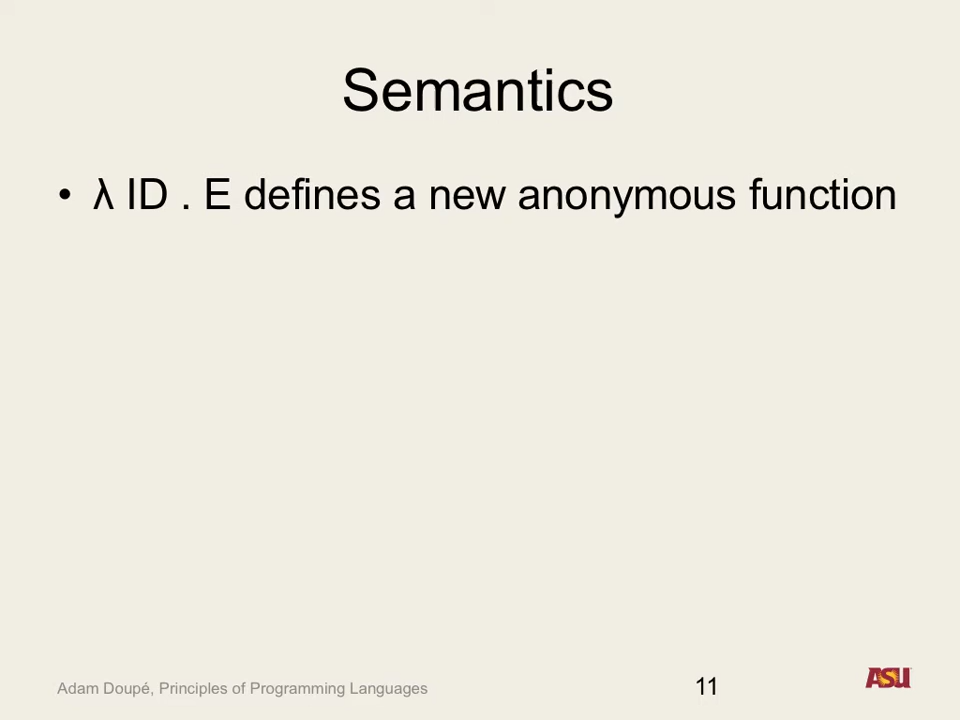 Semantics
• λ ID . E defines a new anonymous function
Adam Doupé, Principles of Programming Languages
11
ASU